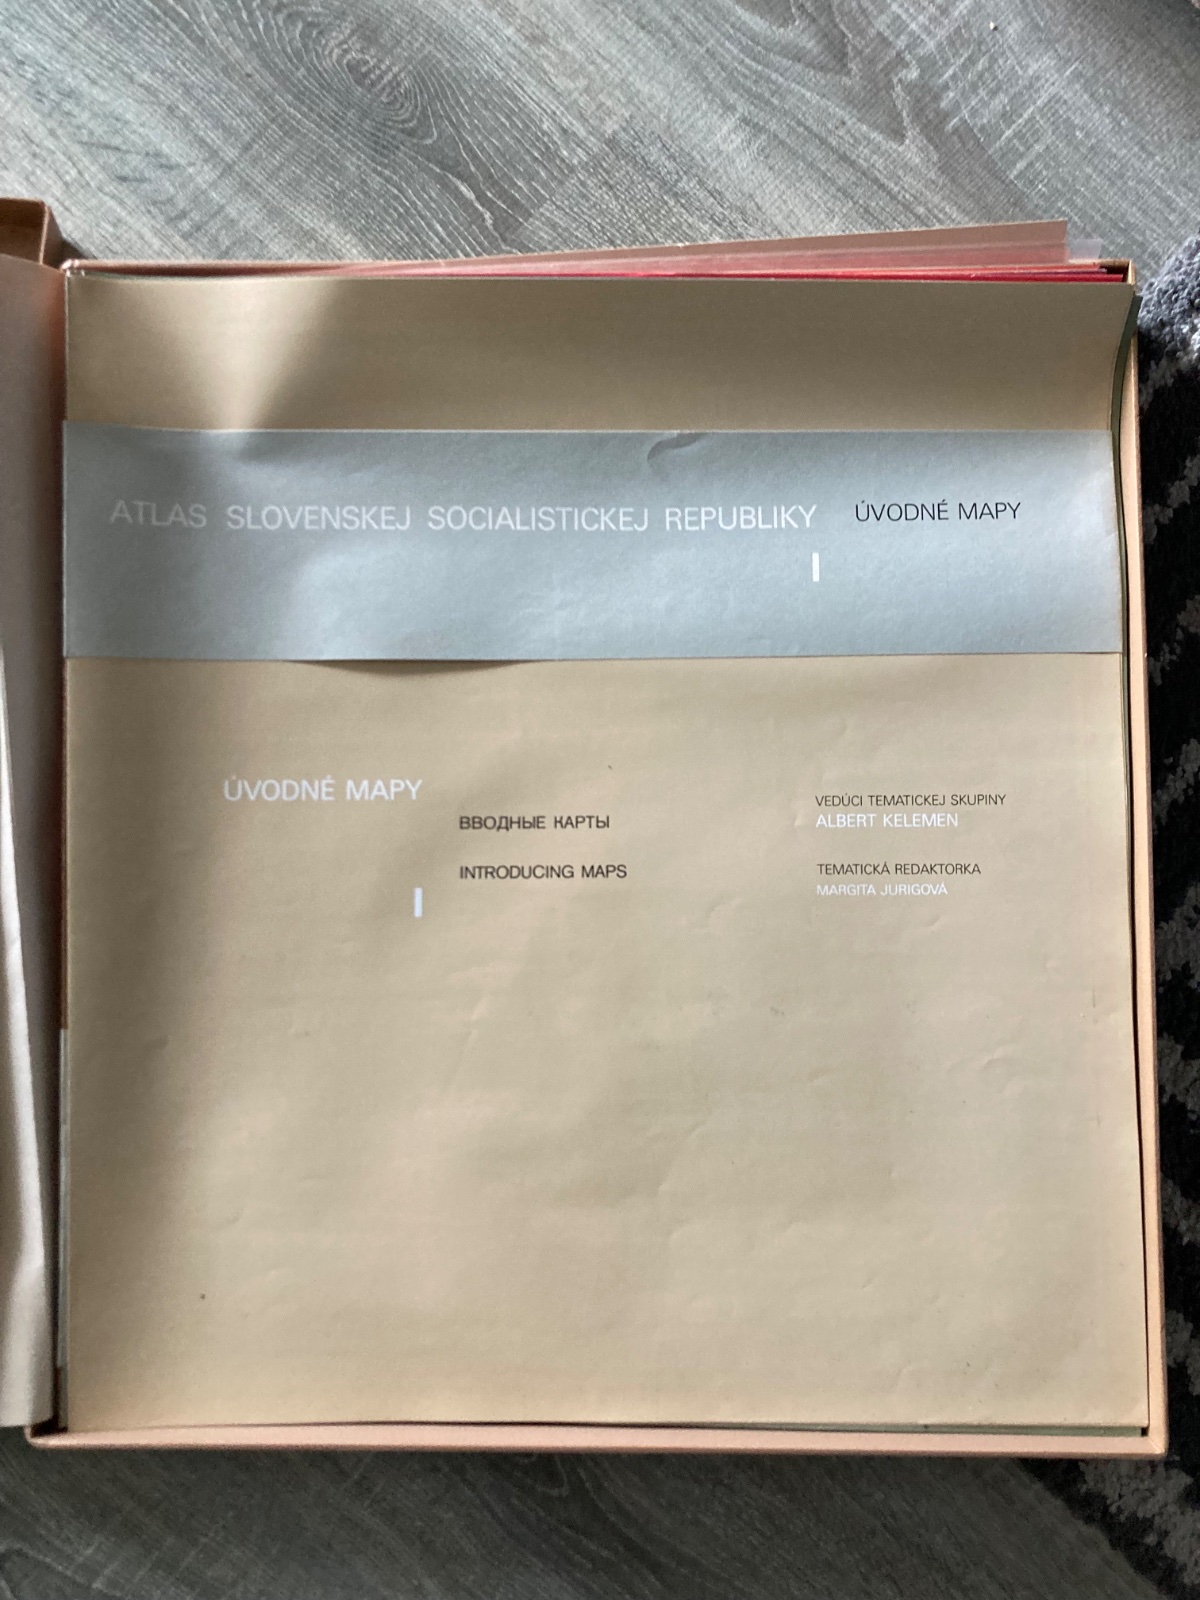 ATLAS SLOVENSKEJ SOCIALISTICKEJ REPUBLIKY ÚVODNÉ MAPY
I
ÚVODNÉ MAPY
ВВОДНЫЕ КАРТЫ
INTRODUCING MAPS
I
VEDÚCI TEMATICKEJ SKUPINY
ALBERT KELEMEN
TEMATICKÁ REDAKTORKA
MARGITA JURIGOVÁ